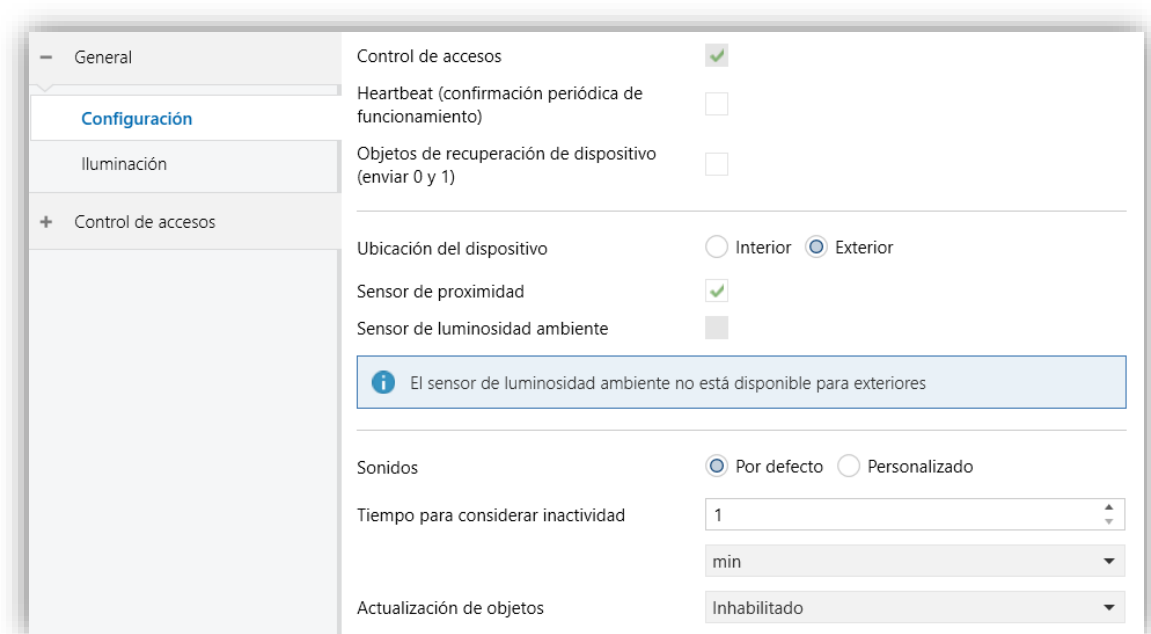 General
Configuración
Iluminación
Control de accesos
Control de accesos
Heartbeat (confirmación periódica de
funcionamiento)
Objetos de recuperación de dispositivo
(enviar 0 y 1)
Ubicación del dispositivo
Interior Exterior
Sensor de proximidad
Sensor de luminosidad ambiente
El sensor de luminosidad ambiente no está disponible para exteriores
Sonidos
Por defecto Personalizado
Tiempo para considerar inactividad
1
min
Actualización de objetos
Inhabilitado